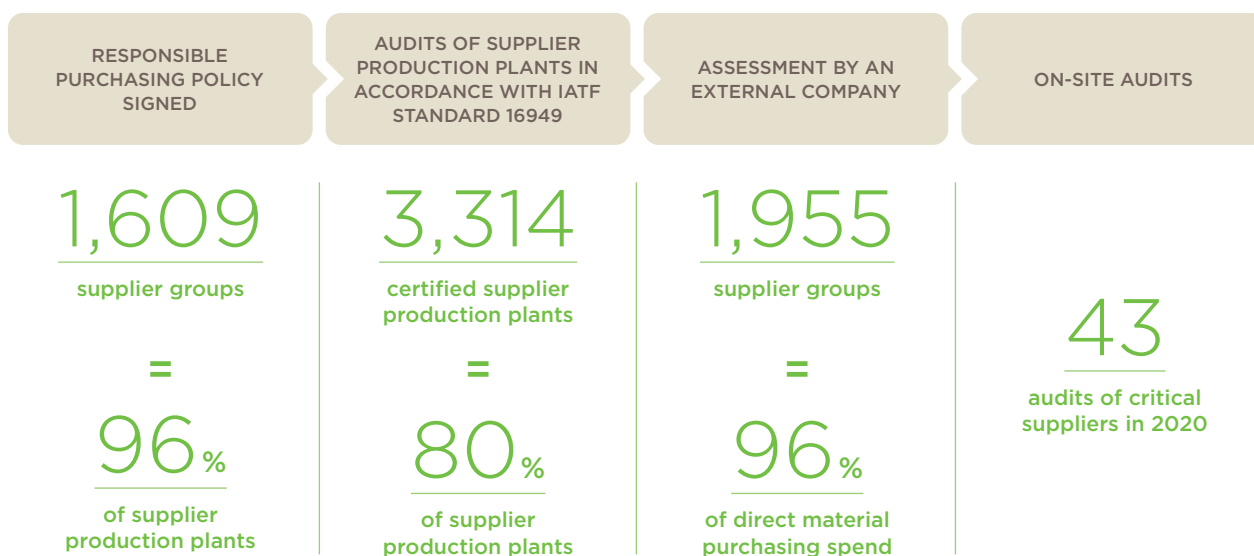 RESPONSIBLE
PURCHASING POLICY
SIGNED
AUDITS OF SUPPLIER
PRODUCTION PLANTS IN
ACCORDANCE WITH IATF
STANDARD 16949
ASSESSMENT BY AN
EXTERNAL COMPANY
ON-SITE AUDITS
1,609
supplier groups
=
96 %
of supplier
production plants
3,314
certified supplier
production plants
=
80 %
of supplier
production plants
1,955
supplier groups
=
96 %
of direct material
purchasing spend
43
audits of critical
suppliers in 2020